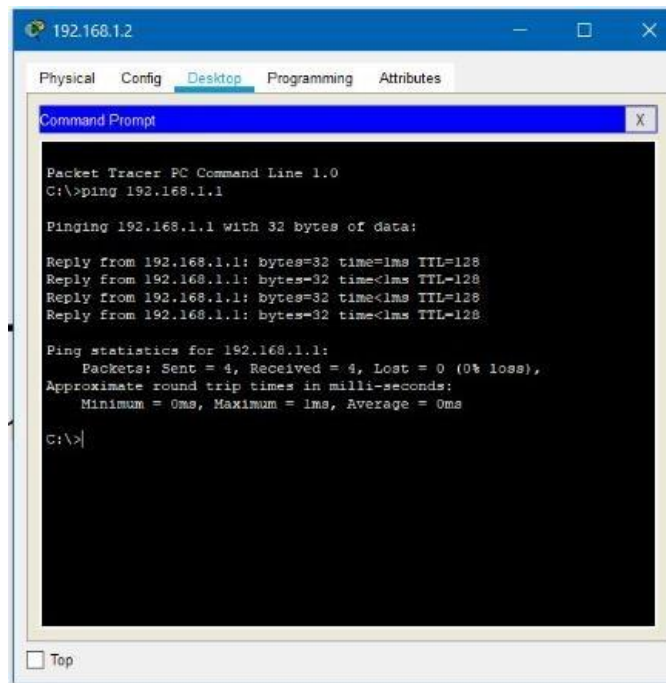 192.168.1.2
Physical Config Desktop Programming Attributes
Command Prompt
X
Packet Tracer PC Command Line 1.0
C:\>ping 192.168.1.1
Pinging 192.168.1.1 with 32 bytes of data:
Reply from 192.168.1.1: bytes=32 time=1ms TTL=128
Reply from 192.168.1.1: bytes=32 time<1ms TTL=128
Reply from 192.168.1.1: bytes=32 time<1ms TTL=128
Reply from 192.168.1.1: bytes=32 time<1ms TTL=128
Ping statistics for 192.168.1.1:
Packets: Sent = 4, Received = 4, Lost = 0 (0% loss),
Approximate round trip times in milli-seconds:
Minimum = 0ms, Maximum = 1ms, Average = 0ms
C:\>
Top